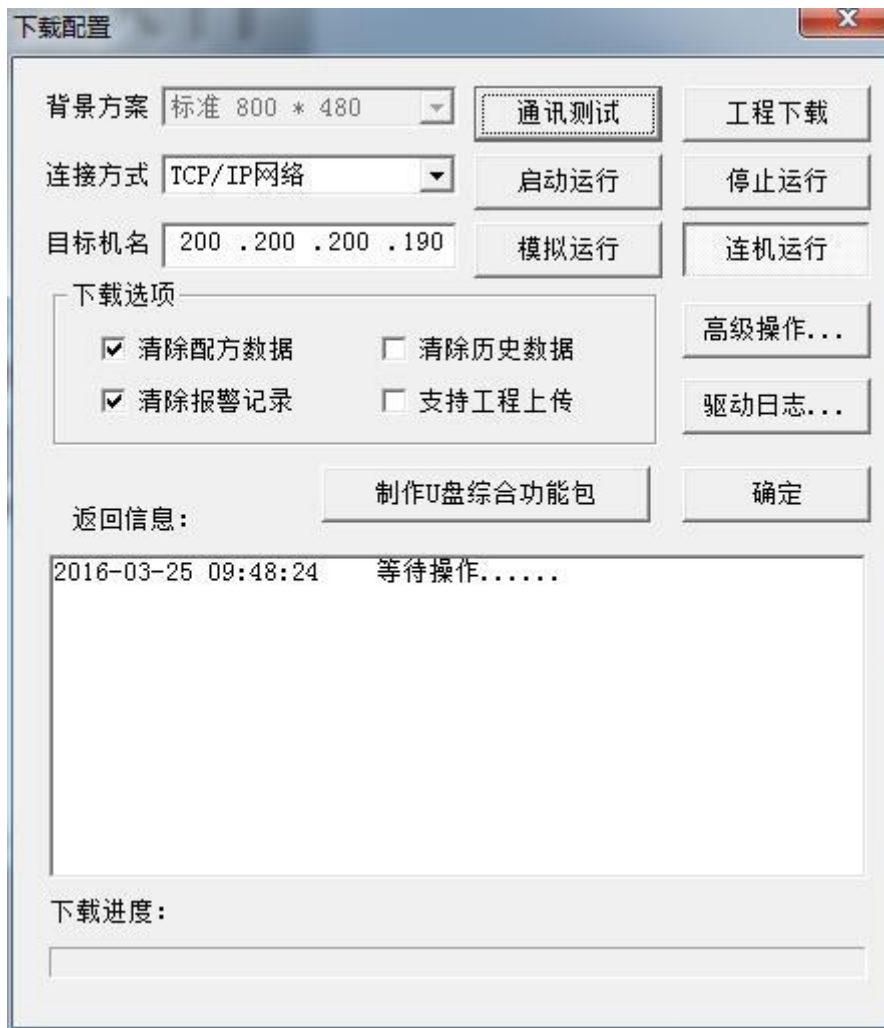 下载配置
背景方案 标准 800 * 480 通讯测试 工程下载
连接方式 TCP/IP网络 启动运行 停止运行
目标机名 200 .200 .200 .190 模拟运行 连机运行
下载选项
清除配方数据 清除历史数据 高级操作...
清除报警记录 支持工程上传 驱动日志...
制作U盘综合功能包 确定
返回信息:
2016-03-25 09:48:24 等待操作......
下载进度: